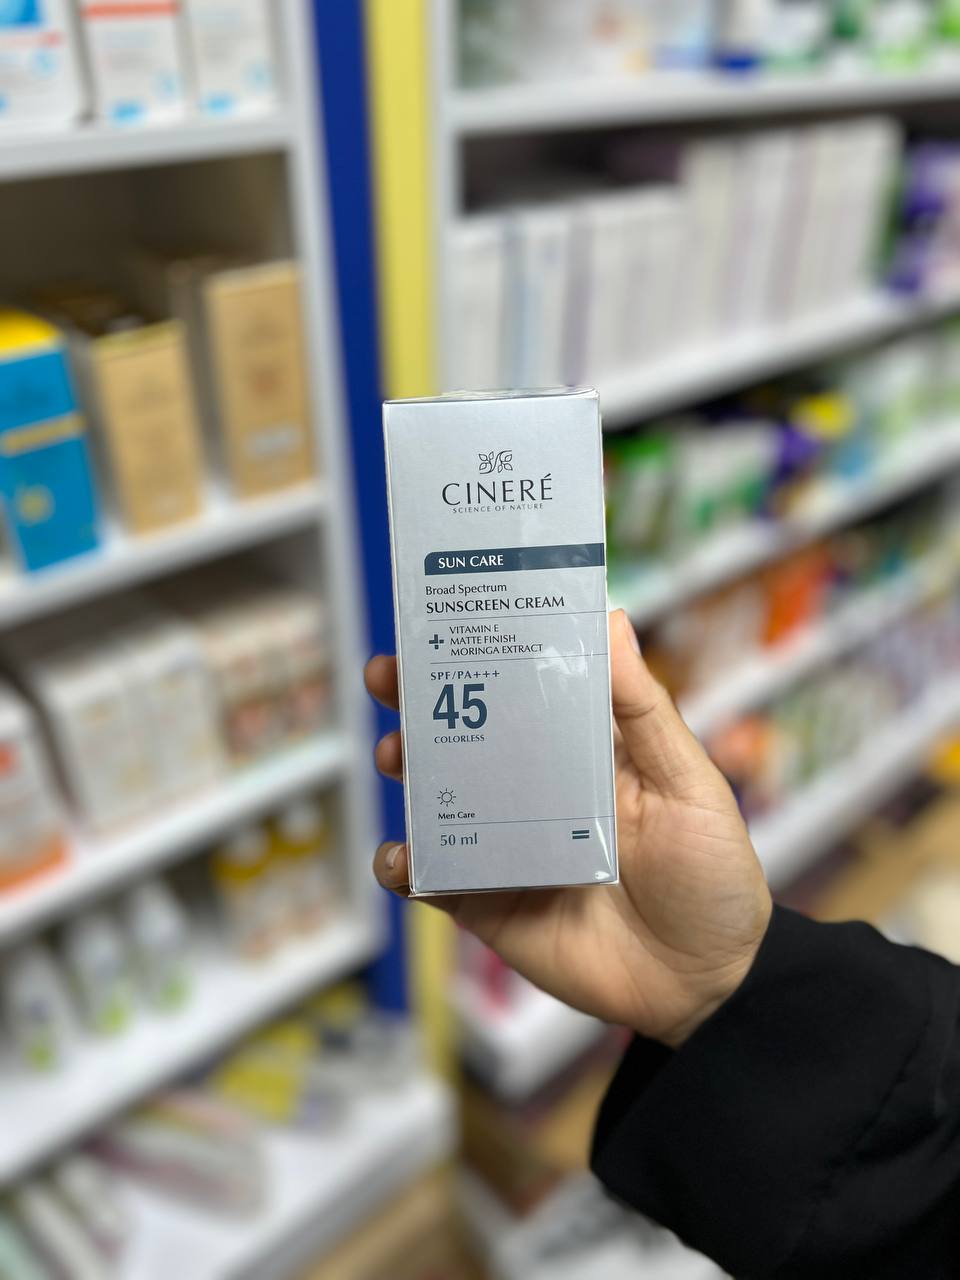 CINERÉ
SCIENCE OF NATURE
SUN CARE
Broad Spectrum
SUNSCREEN CREAM
+ VITAMIN E
MATTE FINISH
MORINGA EXTRACT
SPF/PA+++
45
COLORLESS
Men Care
50 ml